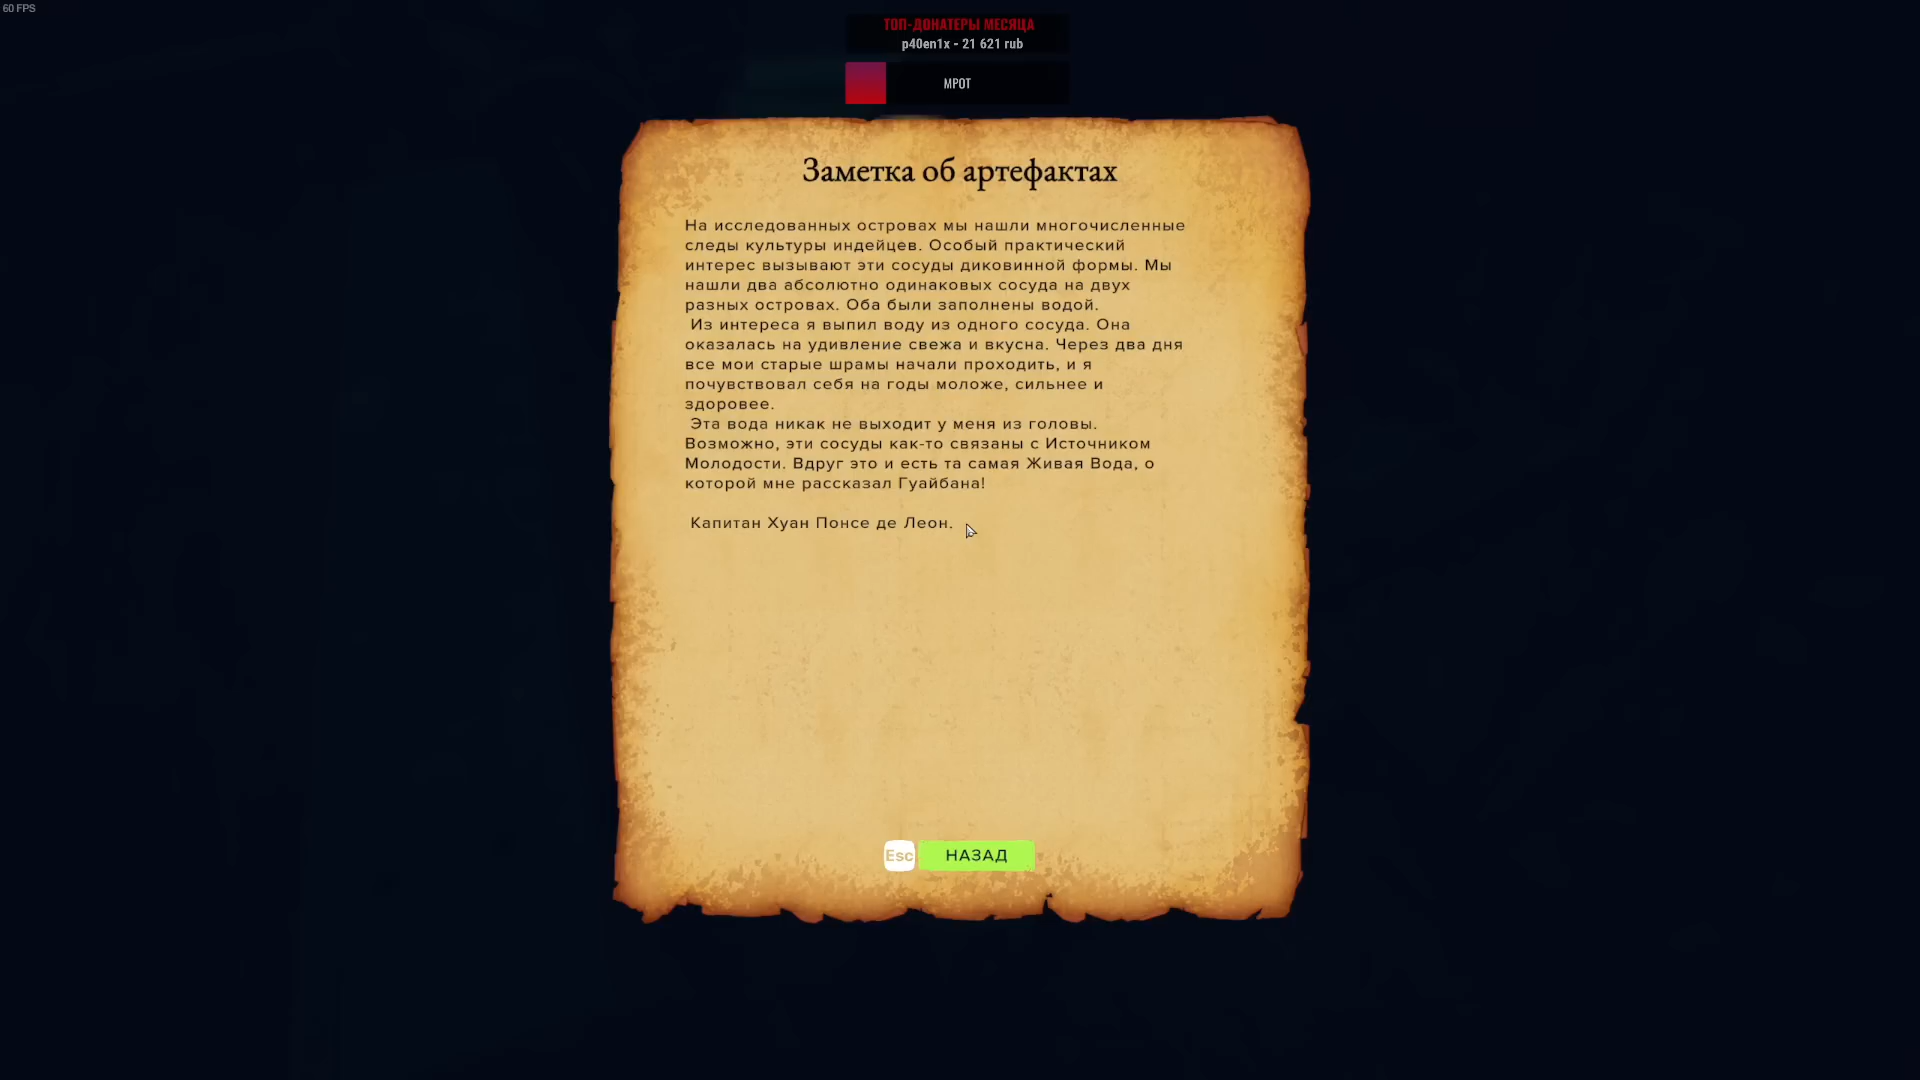 60 FPS
ТОП-ДОНАТЕРЫ МЕСЯЦА
p40en1x - 21 621 rub
МРОТ
Заметка об артефактах
На исследованных островах мы нашли многочисленные
следы культуры индейцев. Особый практический
интерес вызывают эти сосуды диковинной формы. Мы
нашли два абсолютно одинаковых сосуда на двух
разных островах. Оба были заполнены водой.
Из интереса я выпил воду из одного сосуда. Она
оказалась на удивление свежа и вкусна. Через два дня
все мои старые шрамы начали проходить, и я
почувствовал себя на годы моложе, сильнее и
здоровее.
Эта вода никак не выходит у меня из головы.
Возможно, эти сосуды как-то связаны с Источником
Молодости. Вдруг это и есть та самая Живая Вода, о
которой мне рассказал Гуайбана!
Капитан Хуан Понсе де Леон.
Esc НАЗАД